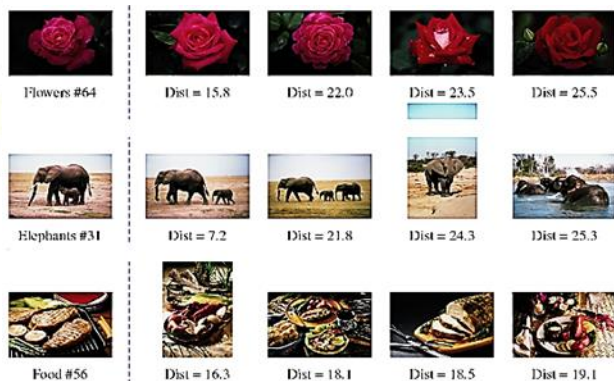 Flowers #64 Dist = 15.8 Dist = 22.0 Dist = 23.5 Dist = 25.5
Elephants #31 Dist = 7.2 Dist = 21.8 Dist = 24.3 Dist = 25.3
Food #56 Dist = 16.3 Dist = 18.1 Dist = 18.5 Dist = 19.1